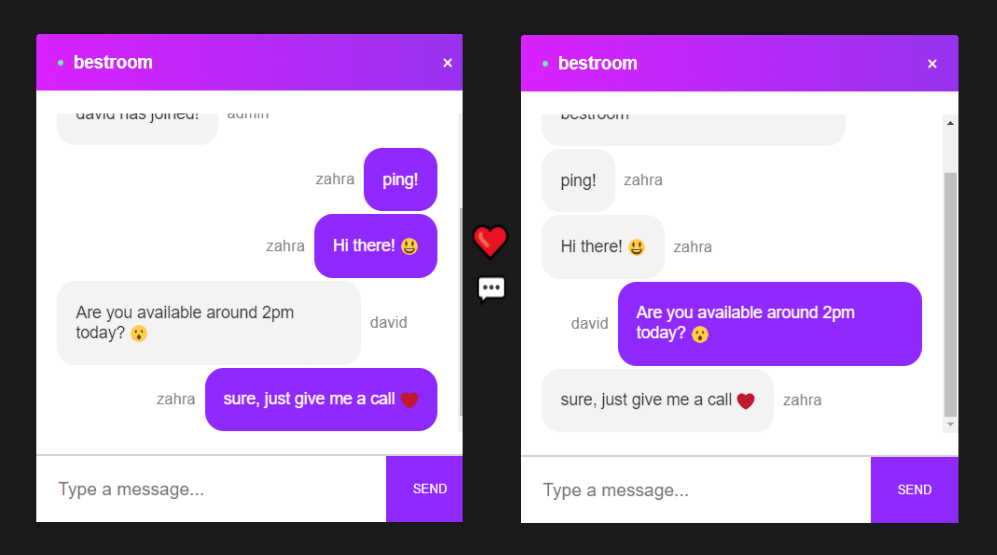 bestroom
×
david has joined!
admin
zahra
ping!
zahra
Hi there! 😃
Are you available around 2pm
today? 😮
david
zahra
sure, just give me a call ❤
Type a message...
SEND
bestroom
×
bestroom
ping!
zahra
Hi there! 😃
zahra
david
Are you available around 2pm
today? 😮
sure, just give me a call ❤
zahra
Type a message...
SEND